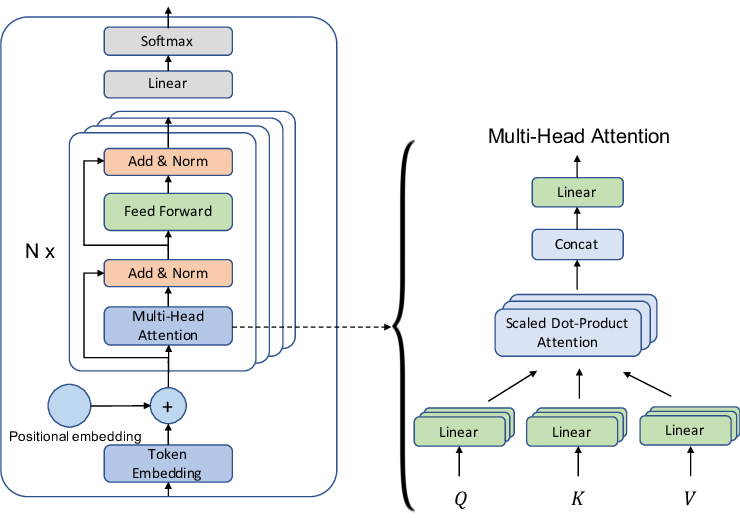 Softmax
Linear
Add & Norm
Feed Forward
N x
Add & Norm
Multi-Head
Attention
+
Positional embedding
Token
Embedding
Multi-Head Attention
Linear
Concat
Scaled Dot-Product
Attention
Linear
Linear
Linear
Q
K
V